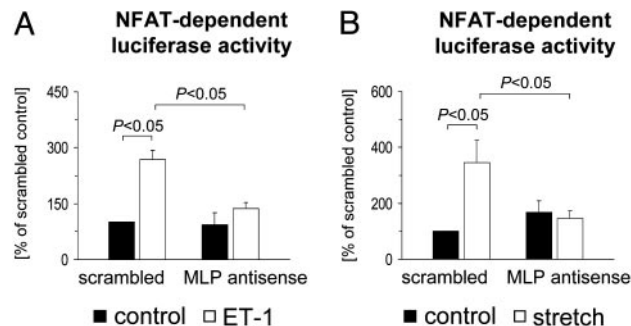 A
NFAT-dependent
luciferase activity
[% of scrambled control]
450
300
150
0
P<0.05
P<0.05
scrambled
MLP antisense
control
ET-1
B
NFAT-dependent
luciferase activity
[% of scrambled control]
600
400
200
0
P<0.05
P<0.05
scrambled
MLP antisense
control
stretch